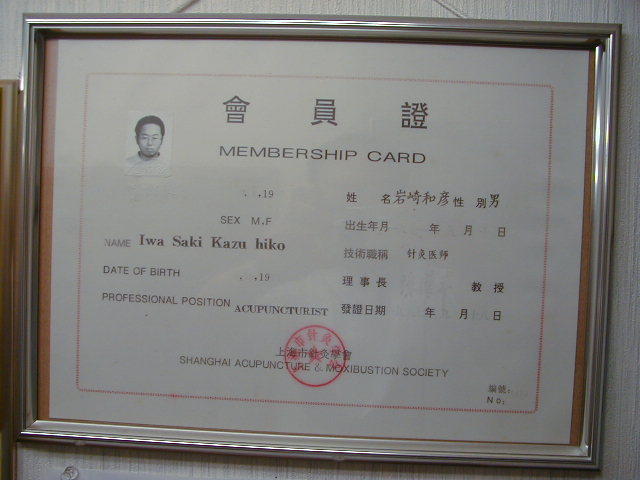 會員證
MEMBERSHIP CARD
. ,19
SEX M.F
NAME Iwa Saki Kazu hiko
DATE OF BIRTH . ,19
PROFESSIONAL POSITION ACUPUNCTURIST
姓 名 岩崎和彦 性 別 男
出生年月 年 月 日
技術職稱 針灸医师
理事長 教授
發證日期 年 月 日
上海市針灸學會
SHANGHAI ACUPUNCTURE & MOXIBUSTION SOCIETY
編號:
No: